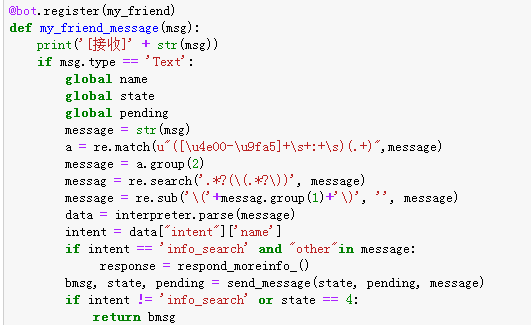 @bot.register(my_friend)
def my_friend_message(msg):
    print('[接收]' + str(msg))
    if msg.type == 'Text':
        global name
        global state
        global pending
        message = str(msg)
        a = re.match(u"([\u4e00-\u9fa5]+\s+:+\s)(.+)",message)
        message = a.group(2)
        messag = re.search('.*?(\(.*?\))', message)
        message = re.sub('\('+messag.group(1)+'\)', '', message)
        data = interpreter.parse(message)
        intent = data["intent"]['name']
        if intent == 'info_search' and "other"in message:
             response = respond_moreinfo_()
        bmsg, state, pending = send_message(state, pending, message)
        if intent != 'info_search' or state == 4:
            return bmsg